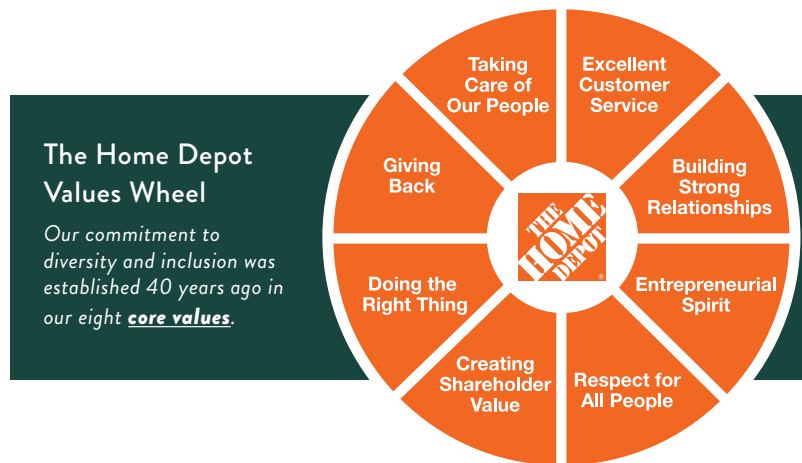 The Home Depot
Values Wheel
Our commitment to
diversity and inclusion was
established 40 years ago in
our eight core values.
Taking
Care of
Our People
Excellent
Customer
Service
Building
Strong
Relationships
Entrepreneurial
Spirit
Respect for
All People
Creating
Shareholder
Value
Doing the
Right Thing
Giving
Back
THE
HOME
DEPOT
®